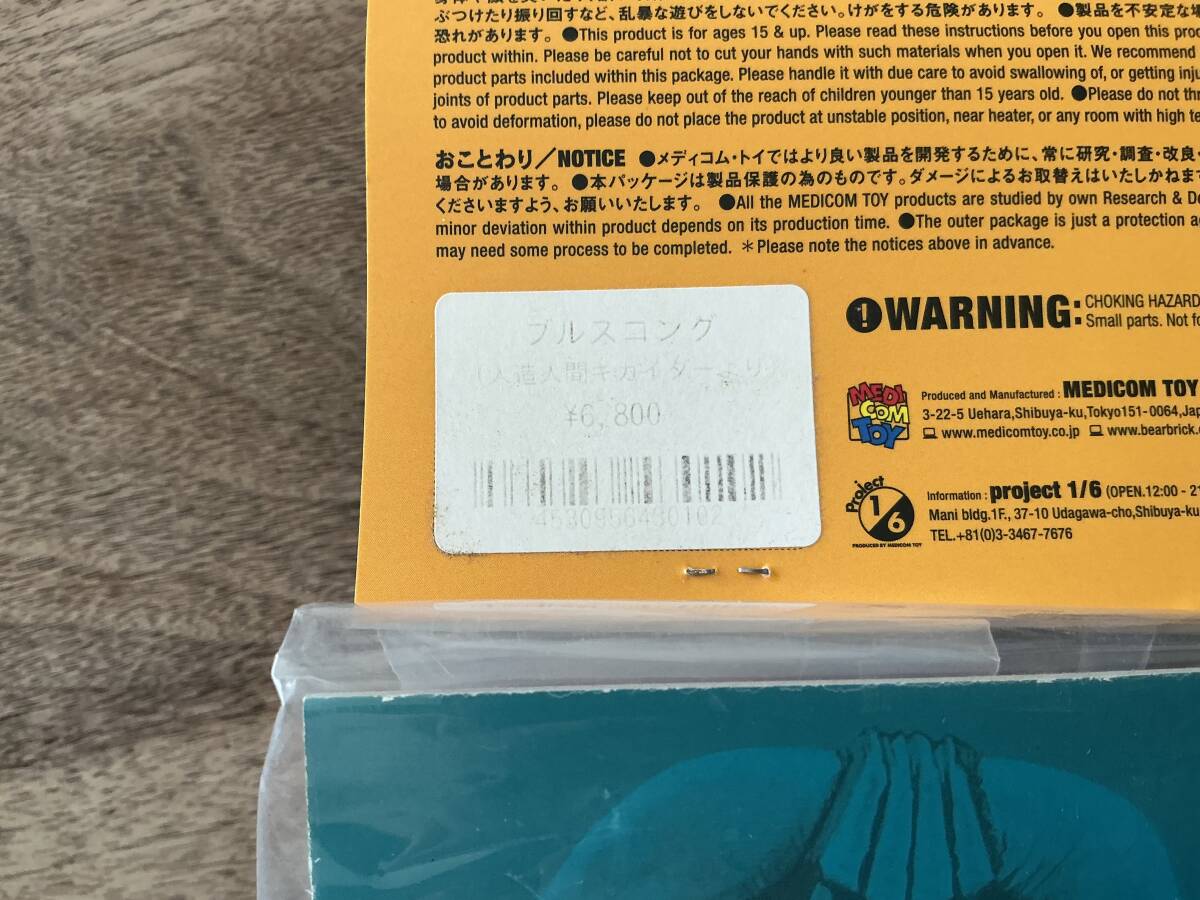 ぶつけたり振り回すなど、乱暴な遊びをしないでください。けがをする危険があります。 ●製品を不安定な場
恐れがあります。 ●This product is for ages 15 & up. Please read these instructions before you open this proc
product within. Please be careful not to cut your hands with such materials when you open it. We recommend
product parts included within this package. Please handle it with due care to avoid swallowing of, or getting inju
joints of product parts. Please keep out of the reach of children younger than 15 years old. ●Please do not thr
to avoid deformation, please do not place the product at unstable position, near heater, or any room with high te
おことわり／NOTICE ●メディコム・トイではより良い製品を開発するために、常に研究・調査・改良・
場合があります。 ●本パッケージは製品保護の為のものです。ダメージによるお取替えはいたしかねます
くださいますよう、お願いいたします。 ●All the MEDICOM TOY products are studied by own Research & De
minor deviation within product depends on its production time. ●The outer package is just a protection a
may need some process to be completed. ＊Please note the notices above in advance.
ブルスコング
(人造人間キカイダーより)
¥6,800
4530956430102
WARNING: CHOKING HAZARD
Small parts. Not fo
MEDI
COM
TOY
Produced and Manufactured : MEDICOM TOY
3-22-5 Uehara,Shibuya-ku,Tokyo151-0064,Jap
www.medicomtoy.co.jp www.bearbrick.c
Project
1/6
PRODUCED BY MEDICOM TOY
Information : project 1/6 (OPEN.12:00 - 21
Mani bldg.1F., 37-10 Udagawa-cho,Shibuya-ku
TEL.+81(0)3-3467-7676